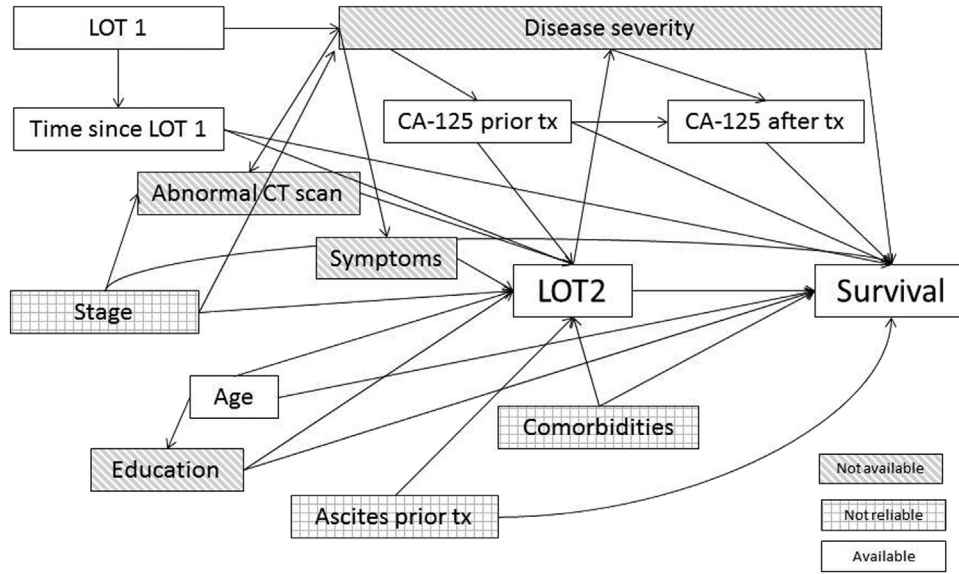 LOT 1
Disease severity
Time since LOT 1
CA-125 prior tx
CA-125 after tx
Abnormal CT scan
Symptoms
LOT2
Survival
Stage
Age
Comorbidities
Education
Ascites prior tx
Not available
Not reliable
Available